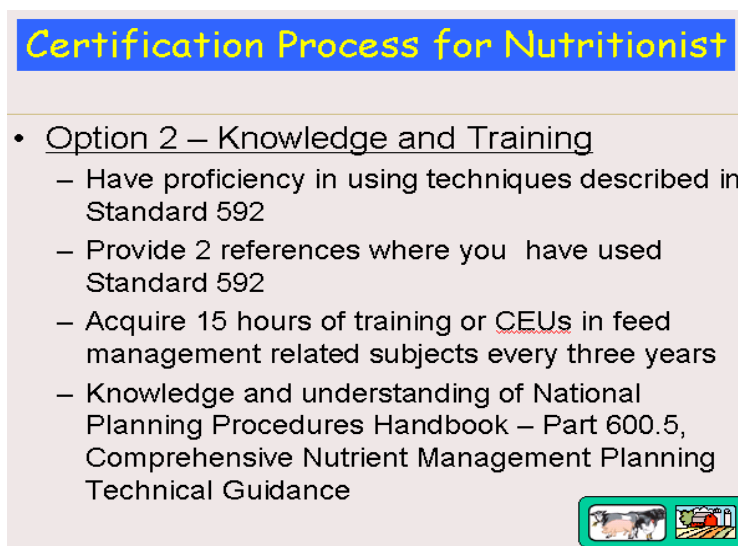 Certification Process for Nutritionist
• Option 2 – Knowledge and Training
– Have proficiency in using techniques described in
Standard 592
– Provide 2 references where you have used
Standard 592
– Acquire 15 hours of training or CEUs in feed
management related subjects every three years
– Knowledge and understanding of National
Planning Procedures Handbook – Part 600.5,
Comprehensive Nutrient Management Planning
Technical Guidance